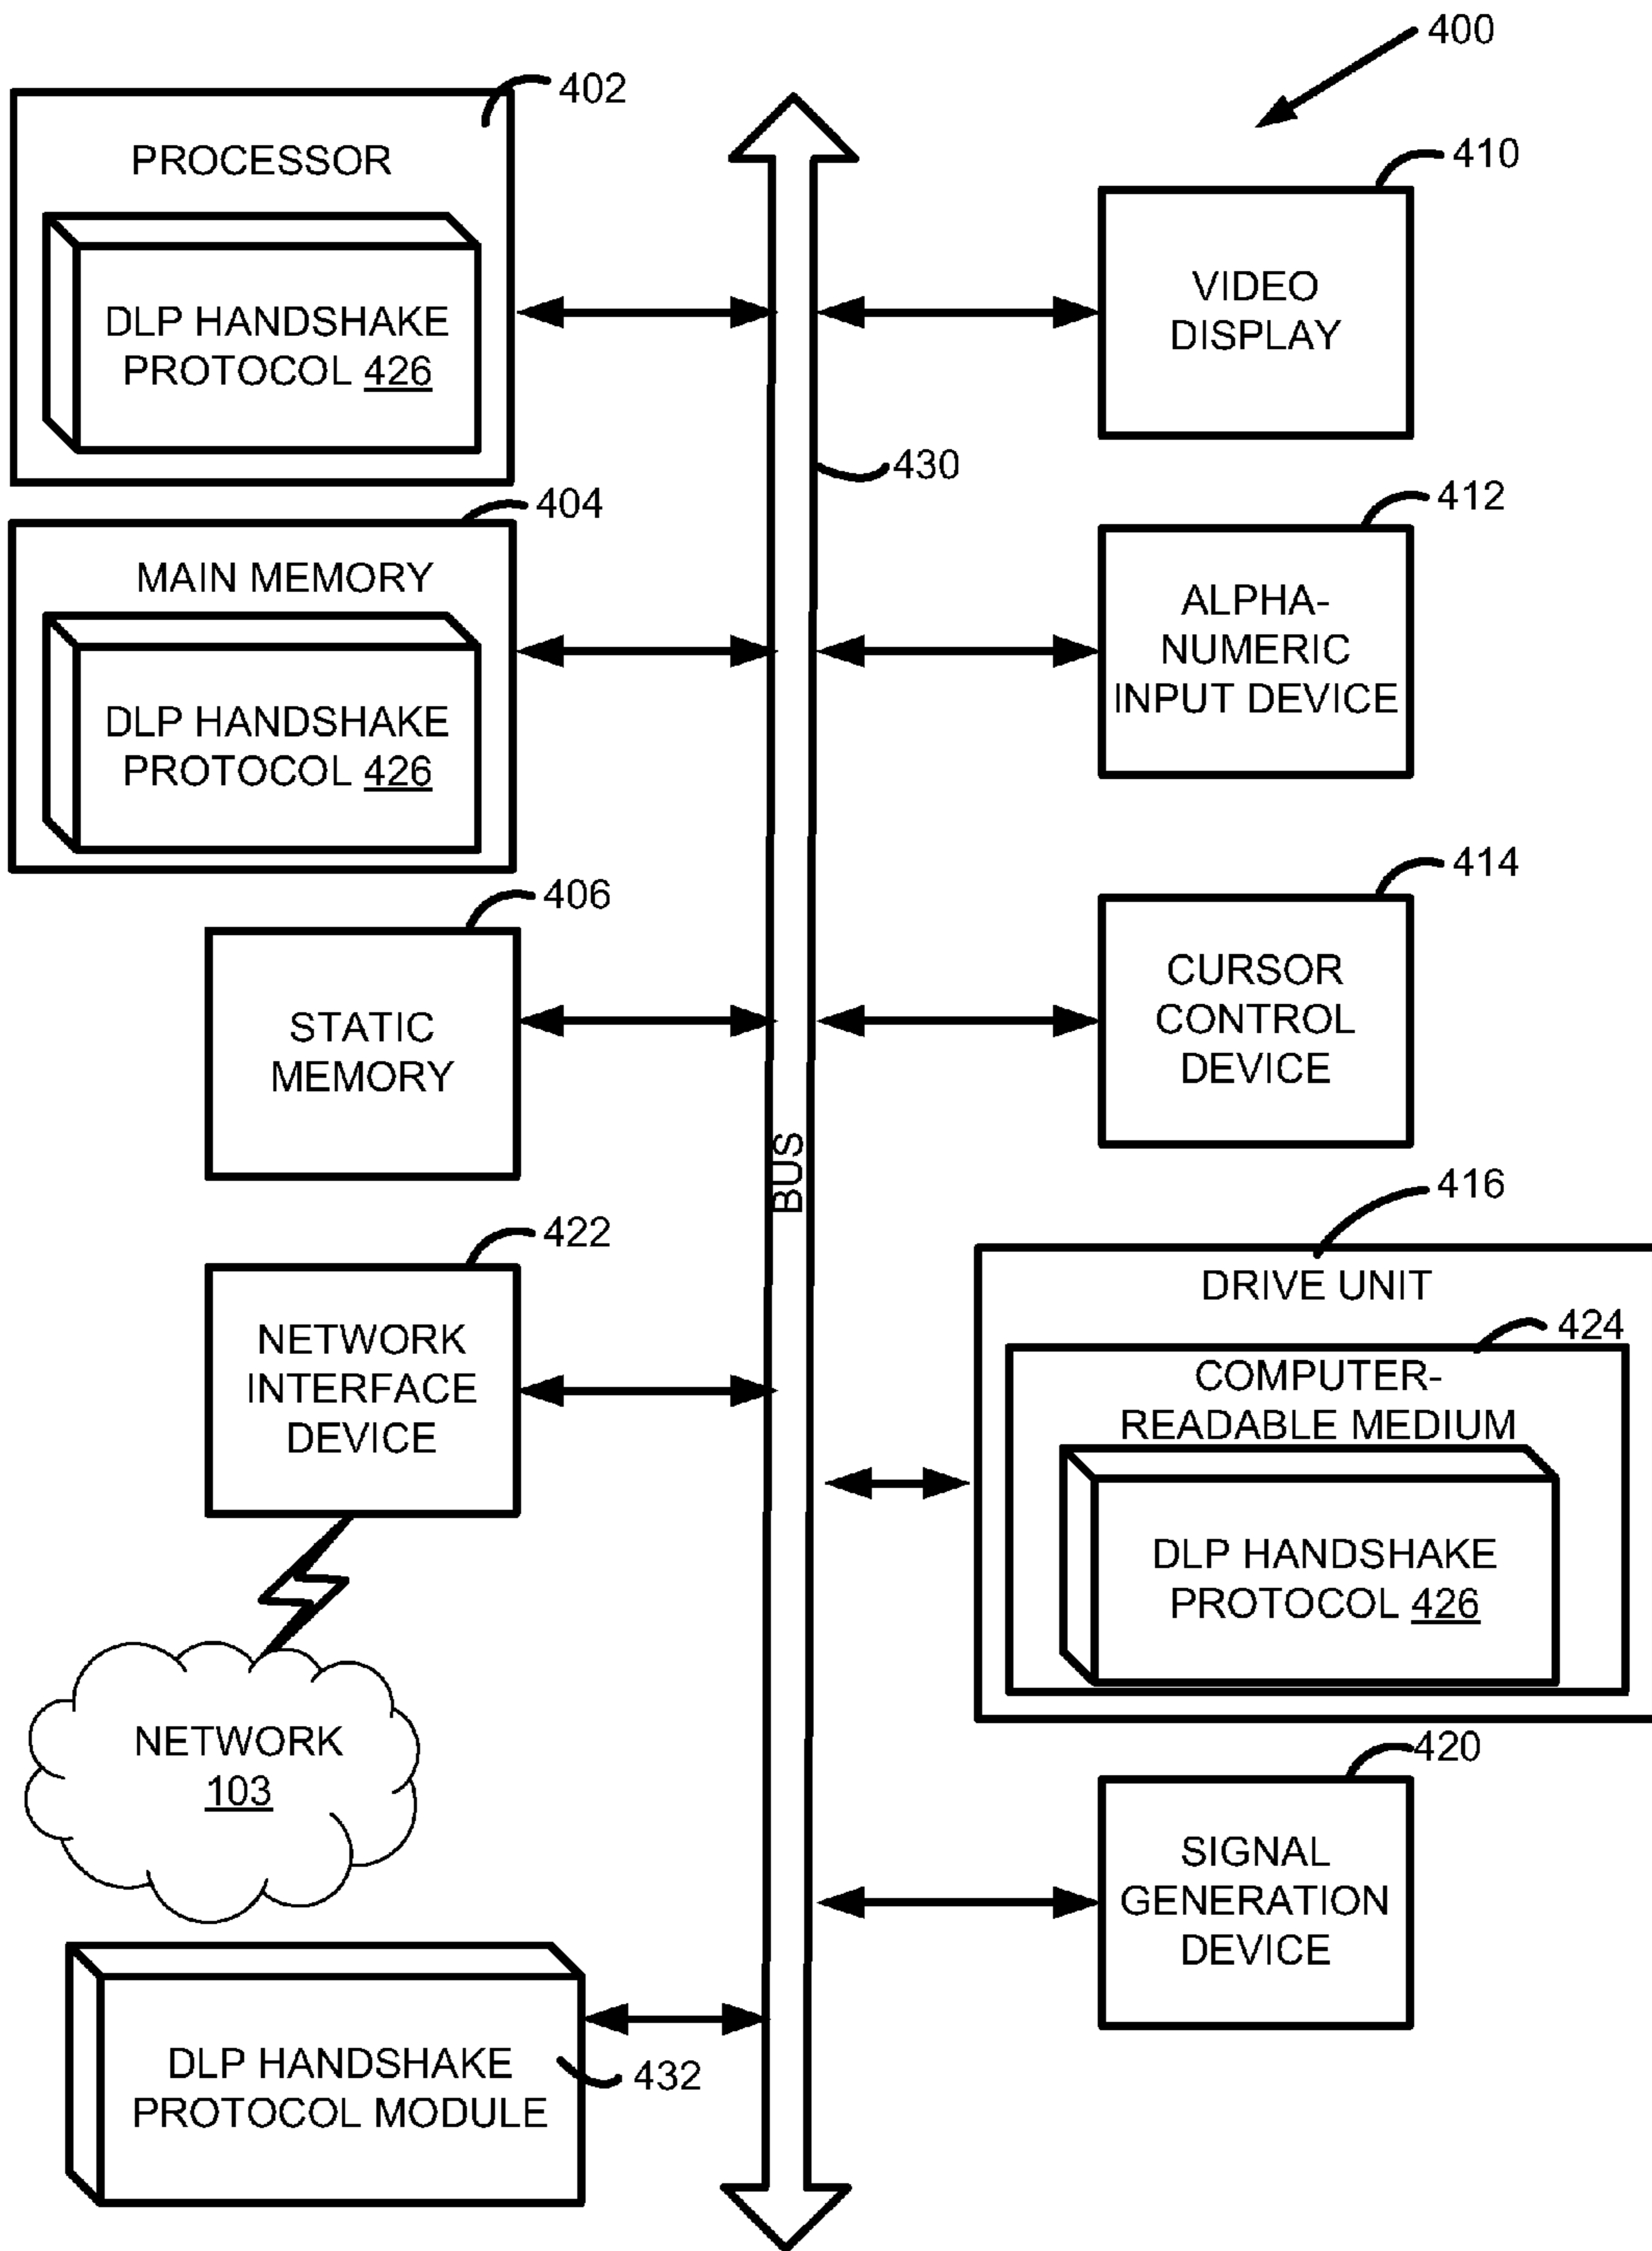 400
402
PROCESSOR
DLP HANDSHAKE
PROTOCOL 426
404
MAIN MEMORY
DLP HANDSHAKE
PROTOCOL 426
406
STATIC
MEMORY
422
NETWORK
INTERFACE
DEVICE
NETWORK
103
DLP HANDSHAKE
PROTOCOL MODULE
432
BUS
430
410
VIDEO
DISPLAY
412
ALPHA-
NUMERIC
INPUT DEVICE
414
CURSOR
CONTROL
DEVICE
416
DRIVE UNIT
424
COMPUTER-
READABLE MEDIUM
DLP HANDSHAKE
PROTOCOL 426
420
SIGNAL
GENERATION
DEVICE